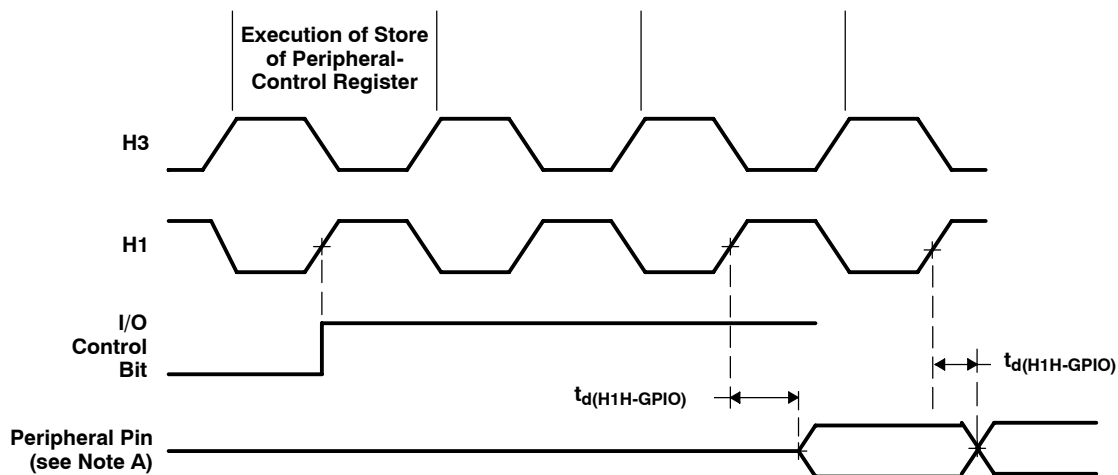 Execution of Store
of Peripheral-
Control Register
H3
H1
I/O
Control
Bit
td(H1H-GPIO)
td(H1H-GPIO)
Peripheral Pin
(see Note A)